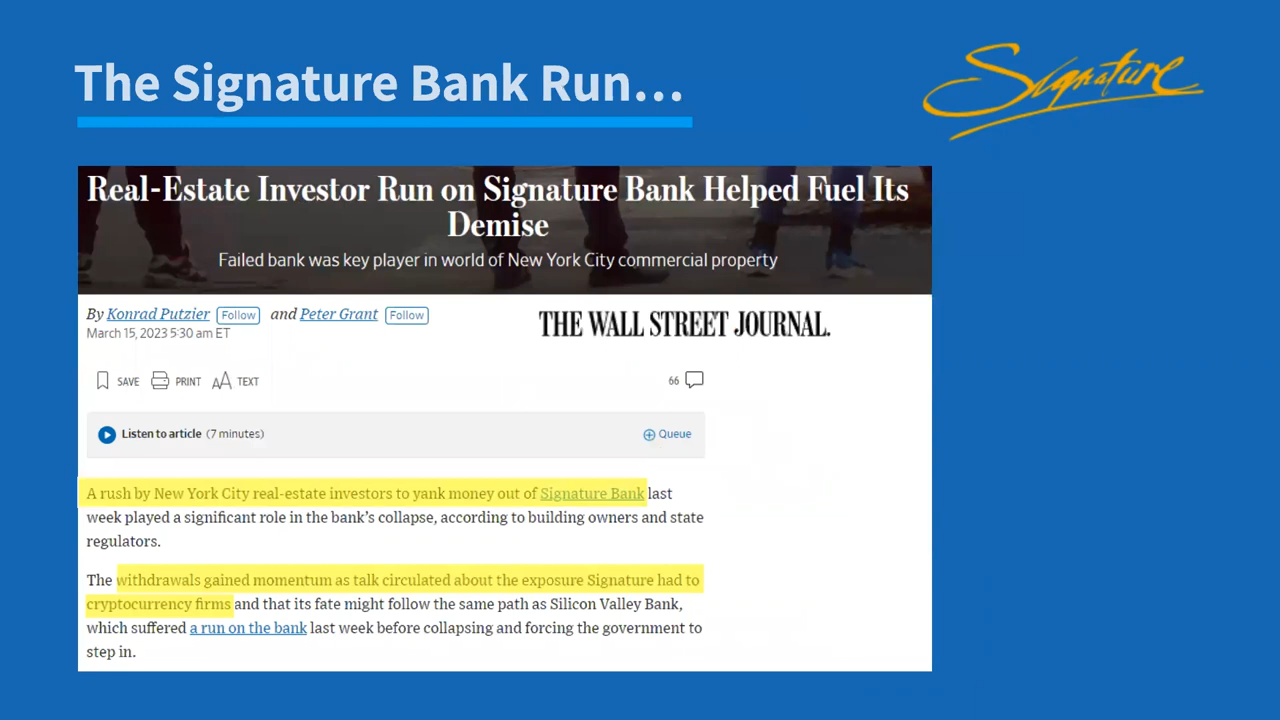 The Signature Bank Run...
Signature
Real-Estate Investor Run on Signature Bank Helped Fuel Its
Demise
Failed bank was key player in world of New York City commercial property
By Konrad Putzier Follow and Peter Grant Follow
March 15, 2023 5:30 am ET
THE WALL STREET JOURNAL.
SAVE PRINT AA TEXT
66
Listen to article (7 minutes)
Queue
A rush by New York City real-estate investors to yank money out of Signature Bank last
week played a significant role in the bank's collapse, according to building owners and state
regulators.
The withdrawals gained momentum as talk circulated about the exposure Signature had to
cryptocurrency firms and that its fate might follow the same path as Silicon Valley Bank,
which suffered a run on the bank last week before collapsing and forcing the government to
step in.